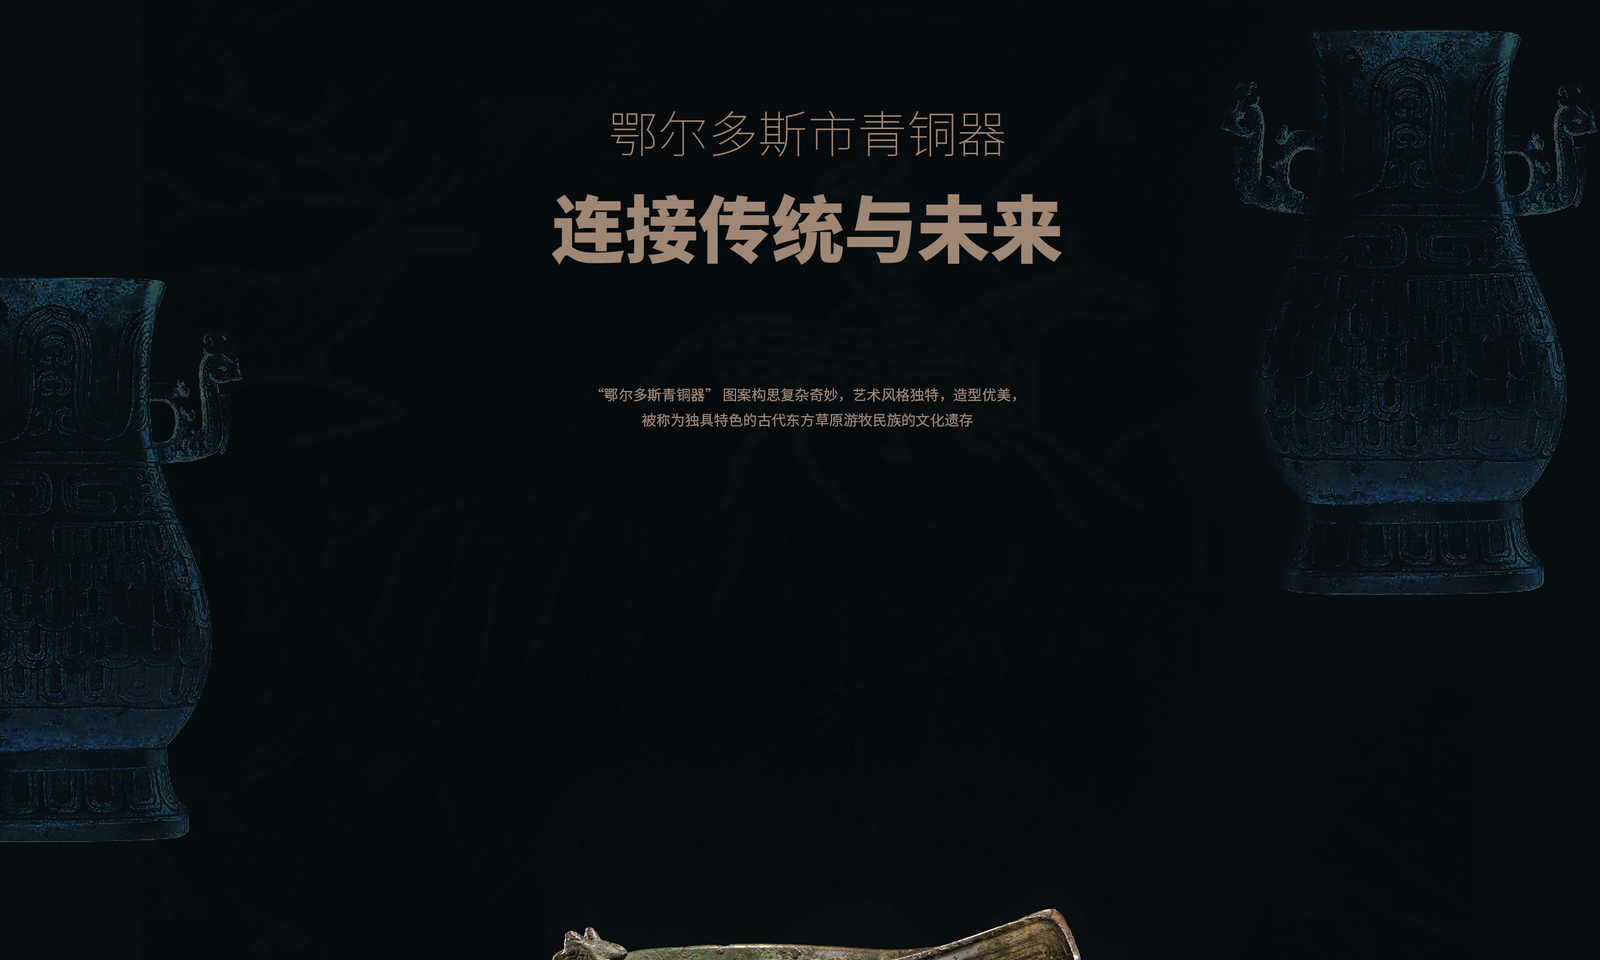 鄂尔多斯市青铜器
连接传统与未来
“鄂尔多斯青铜器” 图案构思复杂奇妙，艺术风格独特，造型优美，
被称为独具特色的古代东方草原游牧民族的文化遗存